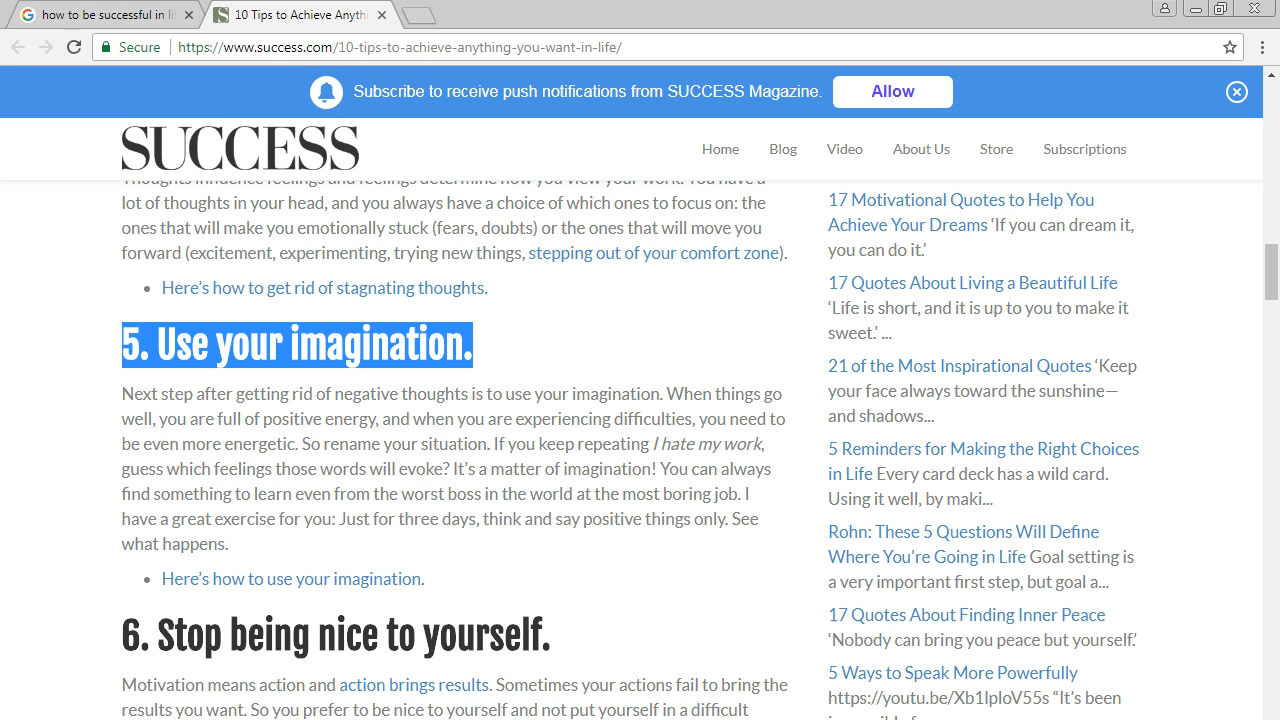 how to be successful in li
10 Tips to Achieve Anyth
Secure
https://www.success.com/10-tips-to-achieve-anything-you-want-in-life/
Subscribe to receive push notifications from SUCCESS Magazine.
Allow
SUCCESS
Home
Blog
Video
About Us
Store
Subscriptions
Thoughts influence feelings and feelings determine how you view your work. You have a
lot of thoughts in your head, and you always have a choice of which ones to focus on: the
ones that will make you emotionally stuck (fears, doubts) or the ones that will move you
forward (excitement, experimenting, trying new things, stepping out of your comfort zone).
• Here’s how to get rid of stagnating thoughts.
5. Use your imagination.
Next step after getting rid of negative thoughts is to use your imagination. When things go
well, you are full of positive energy, and when you are experiencing difficulties, you need to
be even more energetic. So rename your situation. If you keep repeating I hate my work,
guess which feelings those words will evoke? It’s a matter of imagination! You can always
find something to learn even from the worst boss in the world at the most boring job. I
have a great exercise for you: Just for three days, think and say positive things only. See
what happens.
• Here’s how to use your imagination.
6. Stop being nice to yourself.
Motivation means action and action brings results. Sometimes your actions fail to bring the
results you want. So you prefer to be nice to yourself and not put yourself in a difficult
17 Motivational Quotes to Help You
Achieve Your Dreams ‘If you can dream it,
you can do it.’
17 Quotes About Living a Beautiful Life
‘Life is short, and it is up to you to make it
sweet.’ ...
21 of the Most Inspirational Quotes ‘Keep
your face always toward the sunshine—
and shadows...
5 Reminders for Making the Right Choices
in Life Every card deck has a wild card.
Using it well, by maki...
Rohn: These 5 Questions Will Define
Where You’re Going in Life Goal setting is
a very important first step, but goal a...
17 Quotes About Finding Inner Peace
‘Nobody can bring you peace but yourself.’
5 Ways to Speak More Powerfully
https://youtu.be/Xb1IploV55s “It’s been